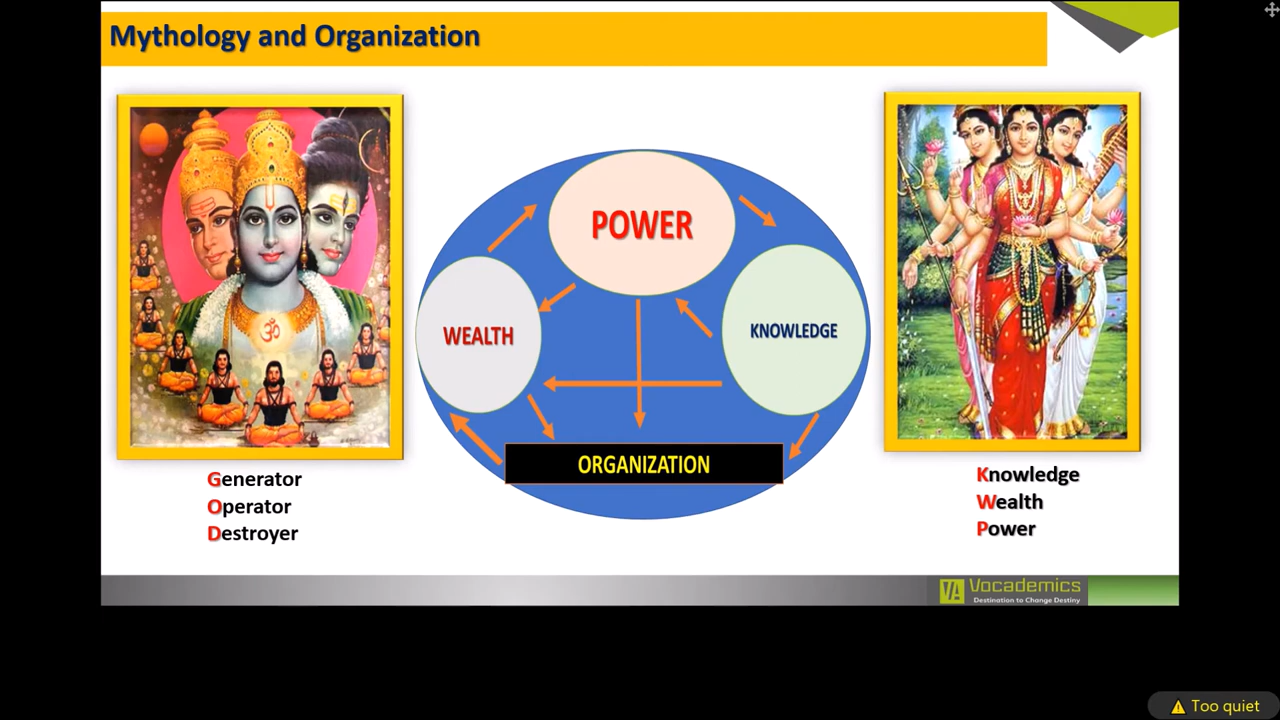 Mythology and Organization
POWER
WEALTH
KNOWLEDGE
ॐ
ORGANIZATION
Generator
Operator
Destroyer
Knowledge
Wealth
Power
VA Vocademics
Destination to Change Destiny
Too quiet